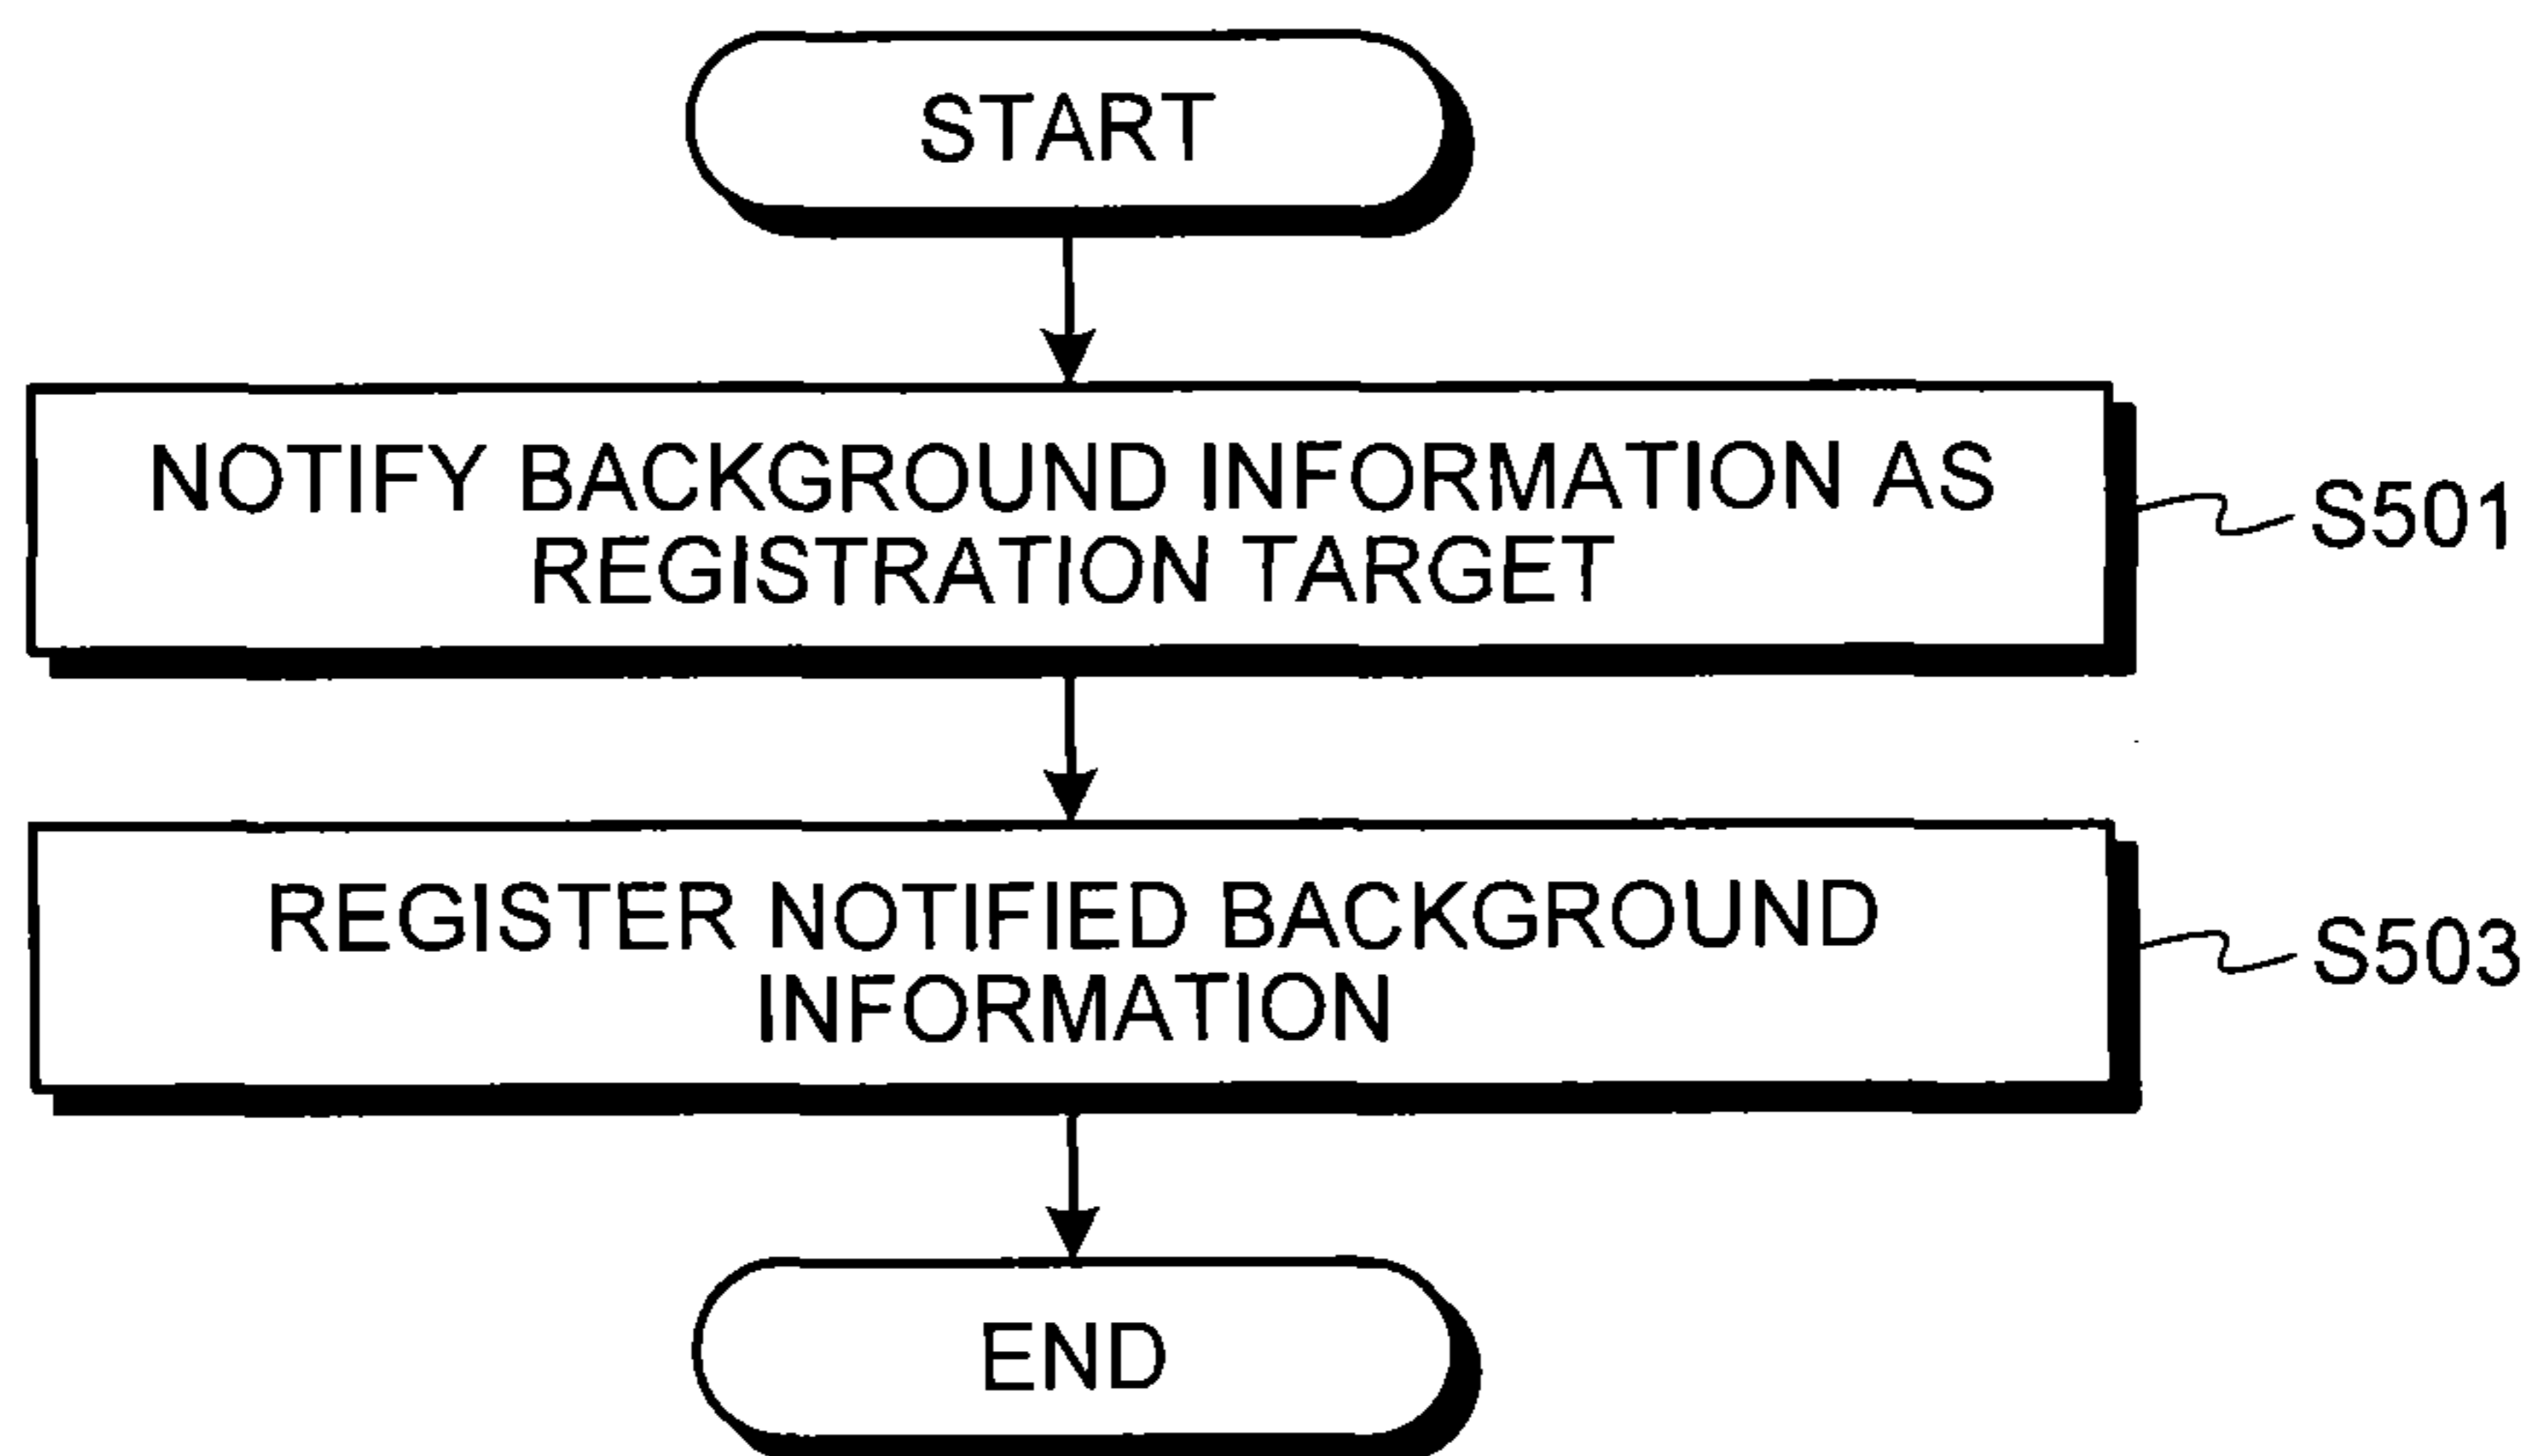 START
NOTIFY BACKGROUND INFORMATION AS
REGISTRATION TARGET
S501
REGISTER NOTIFIED BACKGROUND
INFORMATION
S503
END